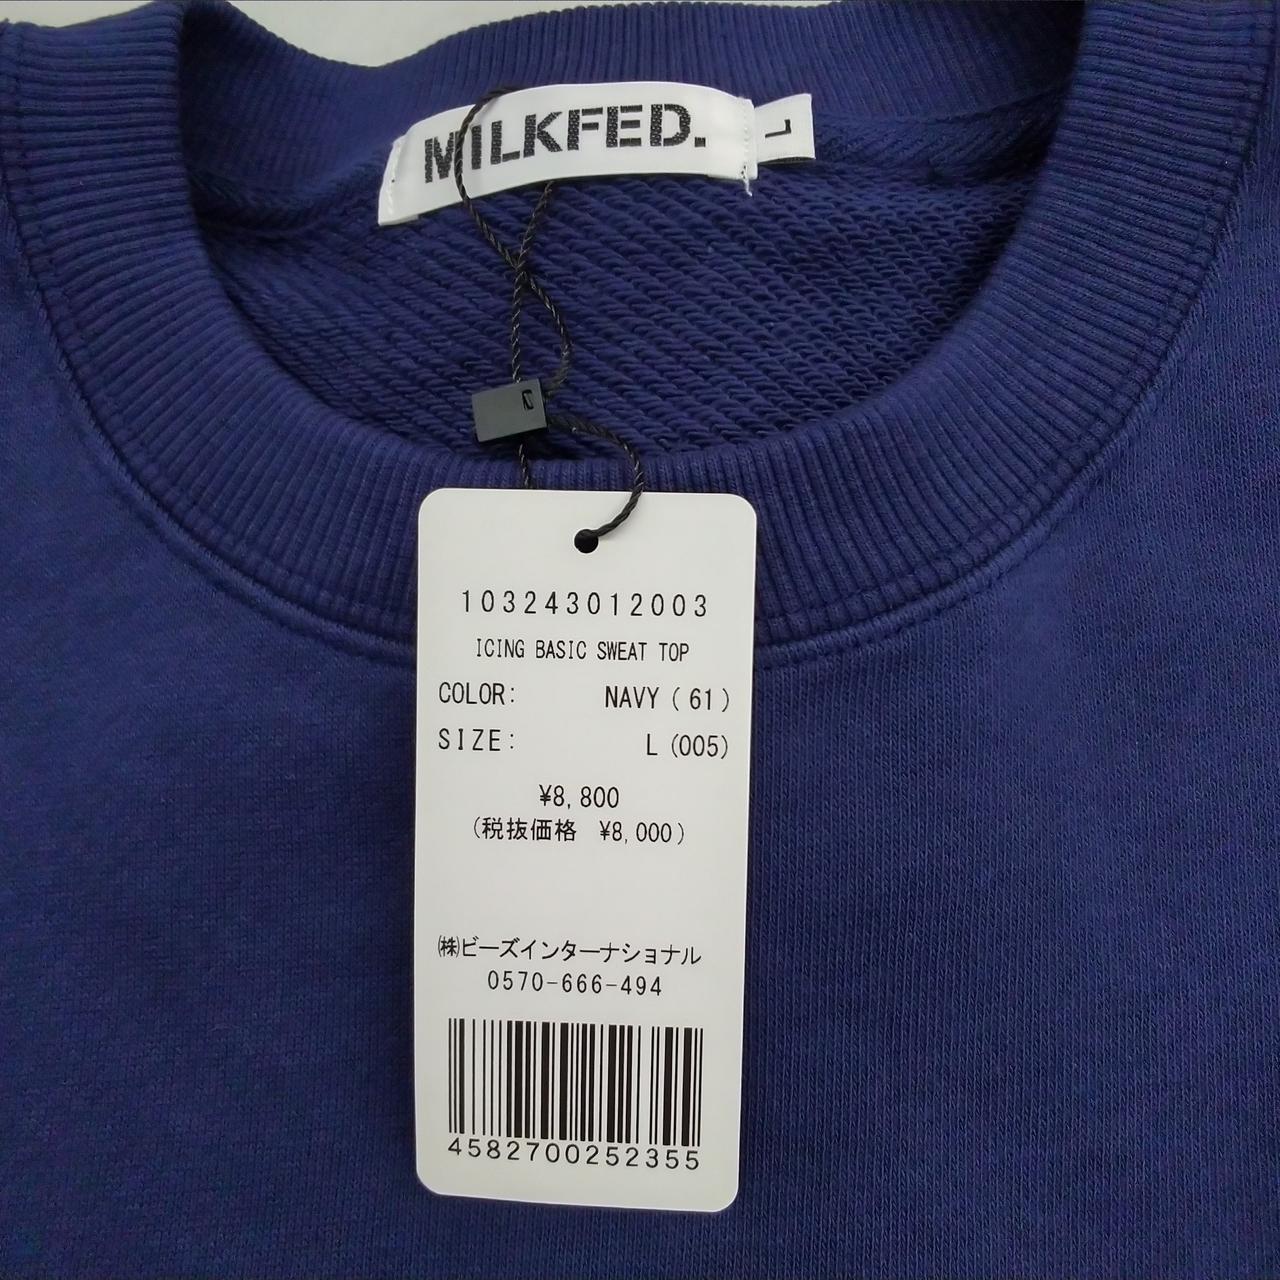 MILKFED.
L
103243012003
ICING BASIC SWEAT TOP
COLOR: NAVY (61)
SIZE: L (005)
¥8,800
(税抜価格 ¥8,000)
㈱ビーズインターナショナル
0570-666-494
4582700252355